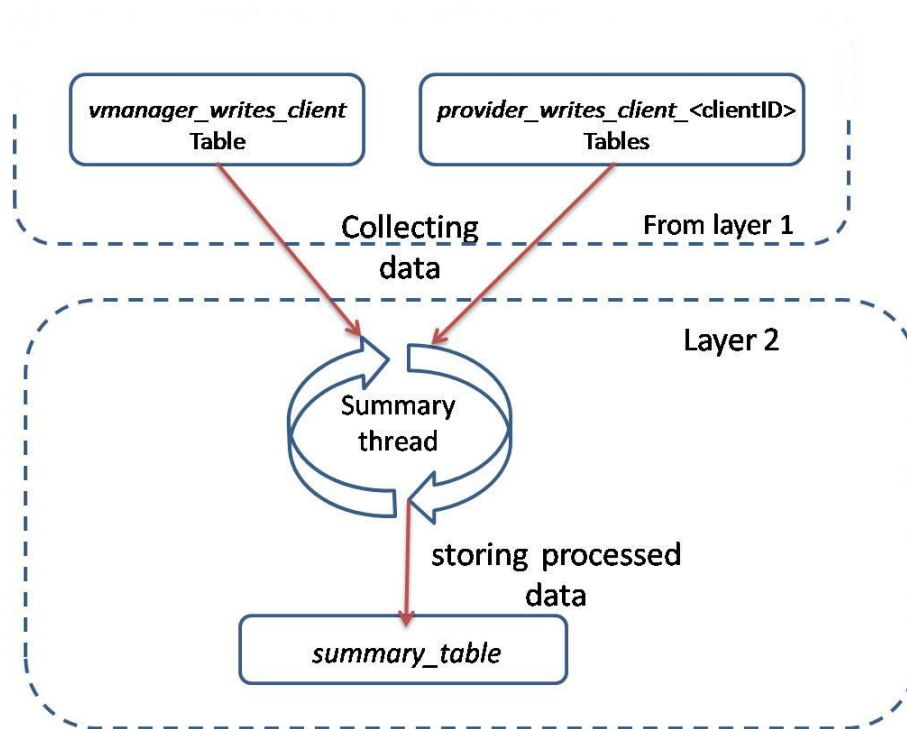 vmanager_writes_client
Table
provider_writes_client_<clientID>
Tables
Collecting
data
From layer 1
Layer 2
Summary
thread
storing processed
data
summary_table